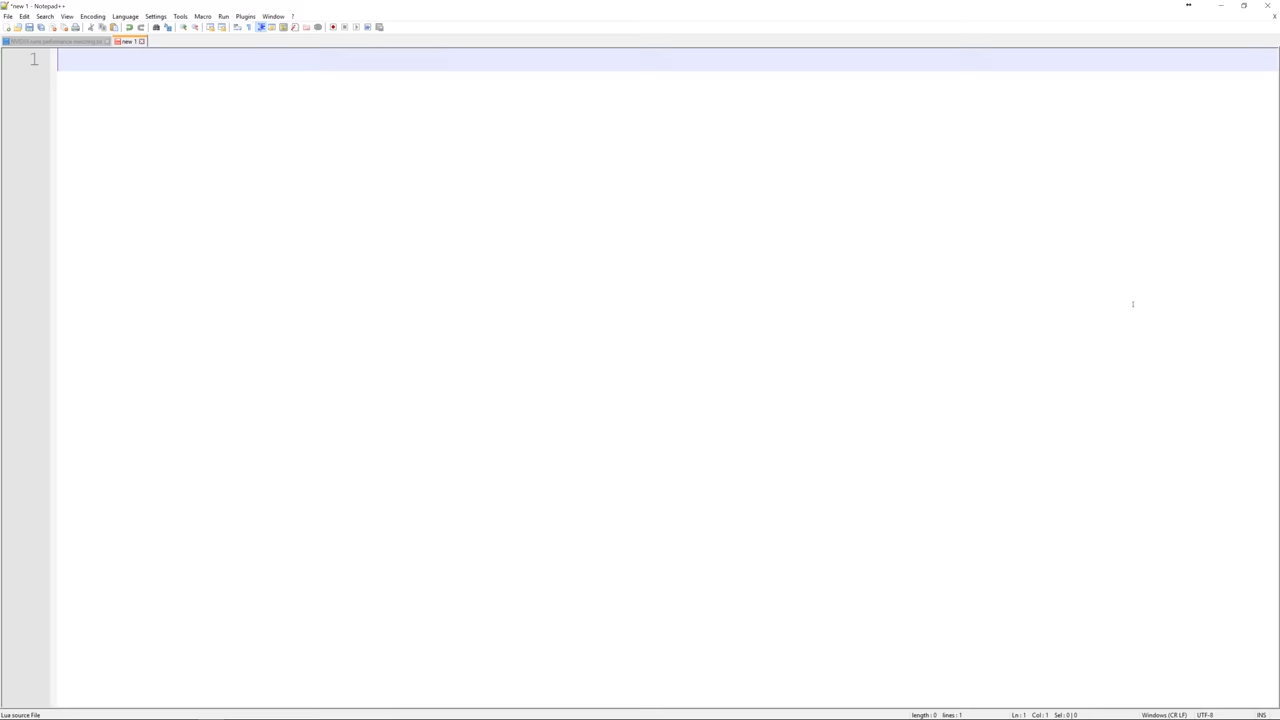 *new 1 - Notepad++
File Edit Search View Encoding Language Settings Tools Macro Run Plugins Window ?
new 1
1
Lua source File length : 0 lines : 1 Ln : 1 Col : 1 Sel : 0 | 0 Windows (CR LF) UTF-8 INS